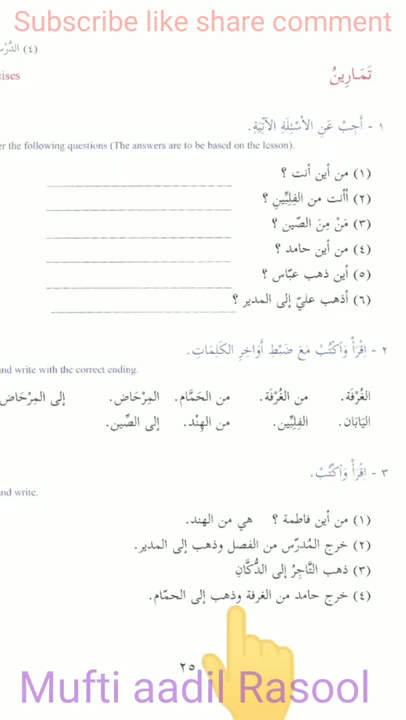 Subscribe like share comment
(٤) الدَّرْسُ
cises
تَمَارِينُ
١ - أَجِبْ عَنِ الأَسْئِلَةِ الآتِيَةِ.
er the following questions (The answers are to be based on the lesson).
(١) من أين أنت ؟
(٢) أأنت من الفِلِبِّينِ ؟
(٣) مَنْ مِنَ الصّين ؟
(٤) من أين حامد ؟
(٥) أين ذهب عبّاس ؟
(٦) أذهب عليّ إلى المدير ؟
٢ - اِقْرَأْ وَاكْتُبْ مَعَ ضَبْطِ أَوَاخِرِ الكَلِمَاتِ.
nd write with the correct ending.
الغُرْفَة. من الغُرْفَة. من الحَمَّام. المِرْحَاض. إلى المِرْحَاض
اليَابَان. الفِلِبِّين. من الهِنْد. إلى الصِّين.
٣ - اِقْرَأْ وَاكْتُبْ.
nd write.
(١) من أين فاطمة ؟ هي من الهند.
(٢) خرج المُدرّس من الفصل وذهب إلى المدير.
(٣) ذهب التَّاجِرُ إلى الدُّكَّانِ
(٤) خرج حامد من الغرفة وذهب إلى الحمّام.
٢٥
Mufti aadil Rasool